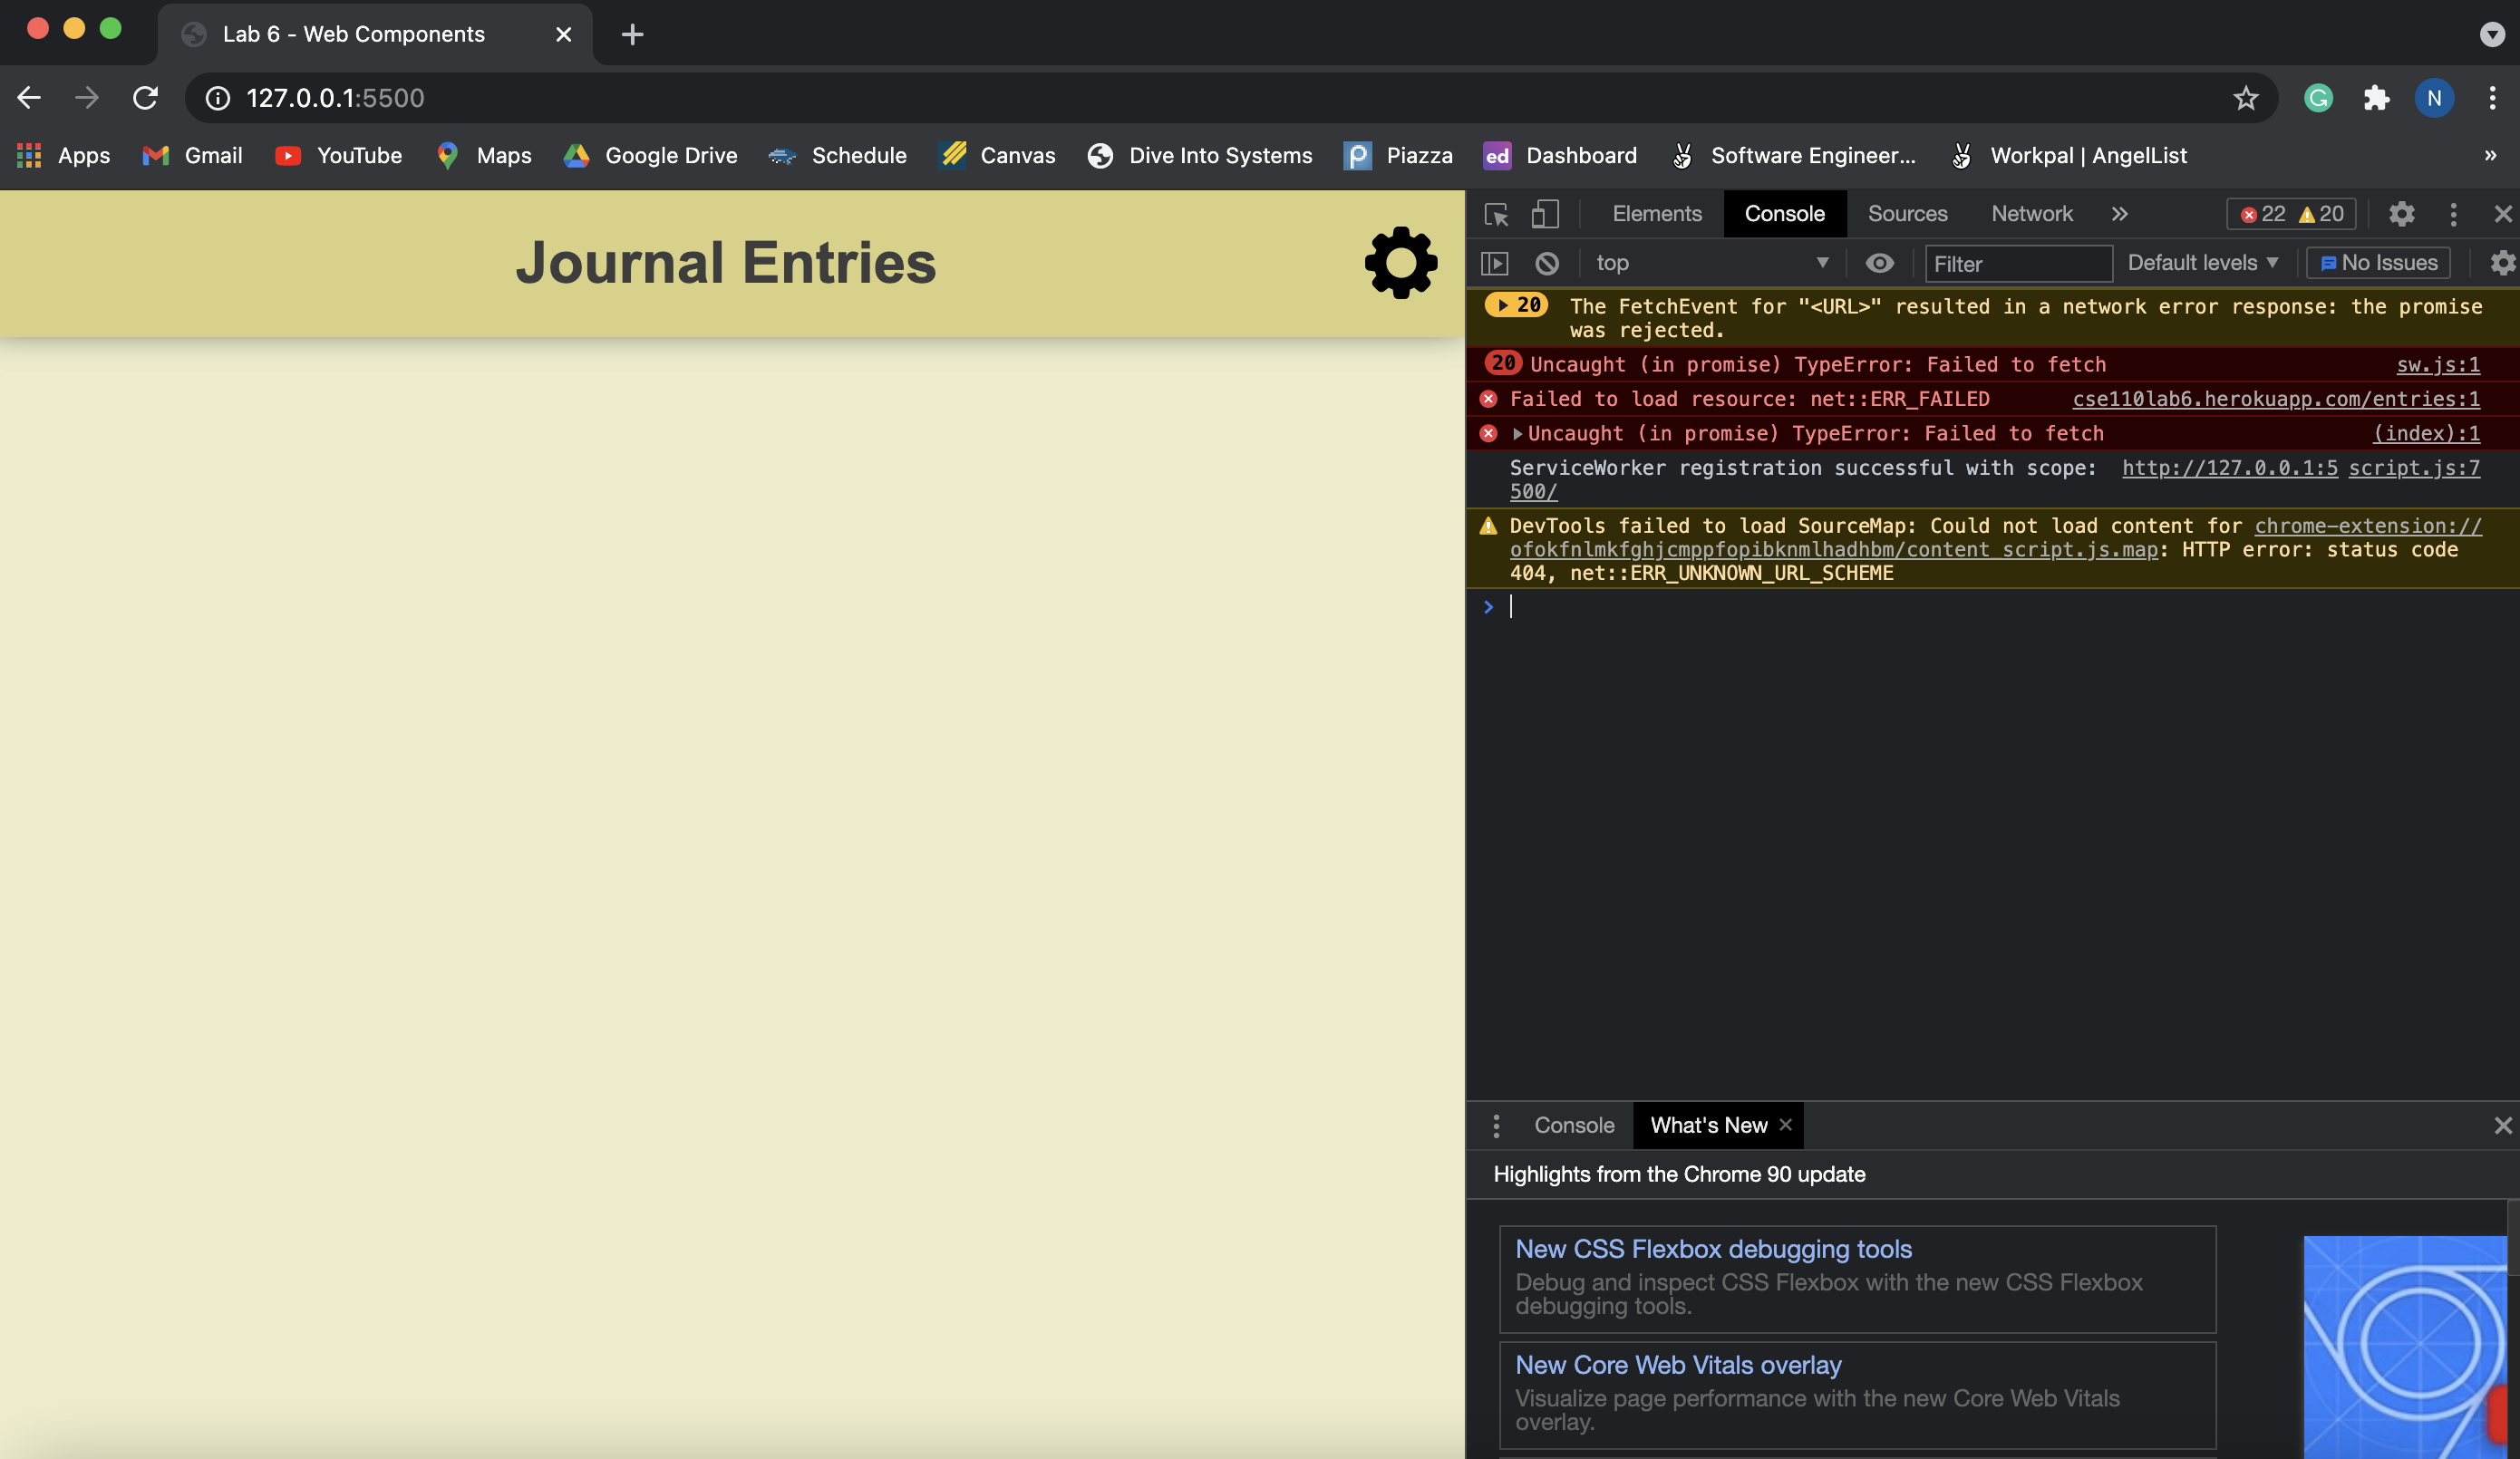 Lab 6 - Web Components
127.0.0.1:5500
N
Apps
Gmail
YouTube
Maps
Google Drive
Schedule
Canvas
Dive Into Systems
Piazza
ed Dashboard
Software Engineer...
Workpal | AngelList
»
Journal Entries
Elements
Console
Sources
Network
»
22
20
top
Filter
Default levels
No Issues
20
The FetchEvent for "<URL>" resulted in a network error response: the promise
was rejected.
20 Uncaught (in promise) TypeError: Failed to fetch sw.js:1
Failed to load resource: net::ERR_FAILED cse110lab6.herokuapp.com/entries:1
Uncaught (in promise) TypeError: Failed to fetch (index):1
ServiceWorker registration successful with scope: http://127.0.0.1:5 script.js:7
500/
DevTools failed to load SourceMap: Could not load content for chrome-extension://
ofokfnlmkfghjcmppfopibknmlhadhbm/content_script.js.map: HTTP error: status code
404, net::ERR_UNKNOWN_URL_SCHEME
Console
What's New
Highlights from the Chrome 90 update
New CSS Flexbox debugging tools
Debug and inspect CSS Flexbox with the new CSS Flexbox
debugging tools.
New Core Web Vitals overlay
Visualize page performance with the new Core Web Vitals
overlay.